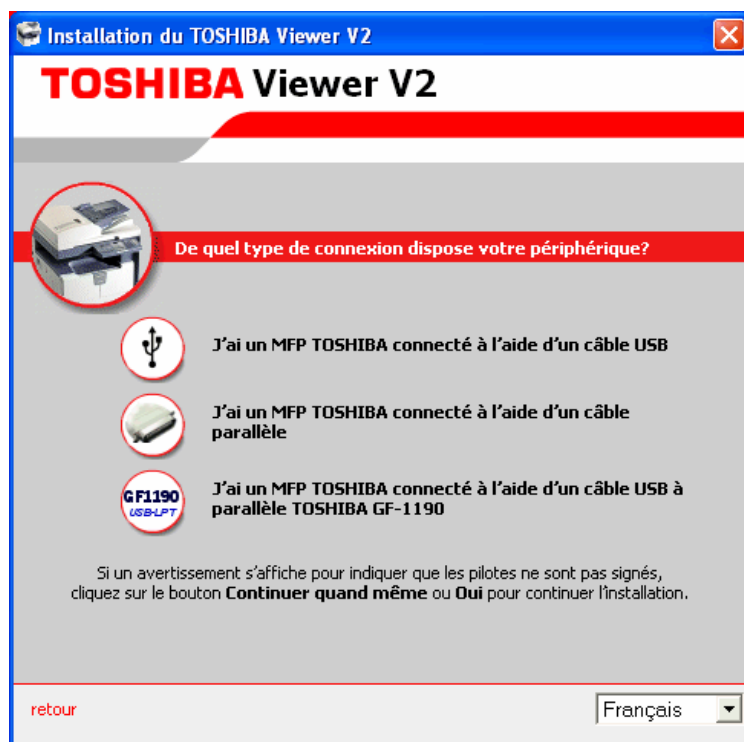 Installation du TOSHIBA Viewer V2
TOSHIBA Viewer V2
De quel type de connexion dispose votre périphérique?
J'ai un MFP TOSHIBA connecté à l'aide d'un câble USB
J'ai un MFP TOSHIBA connecté à l'aide d'un câble
parallèle
GF1190
USB-LPT
J'ai un MFP TOSHIBA connecté à l'aide d'un câble USB à
parallèle TOSHIBA GF-1190
Si un avertissement s'affiche pour indiquer que les pilotes ne sont pas signés,
cliquez sur le bouton Continuer quand même ou Oui pour continuer l'installation.
retour
Français